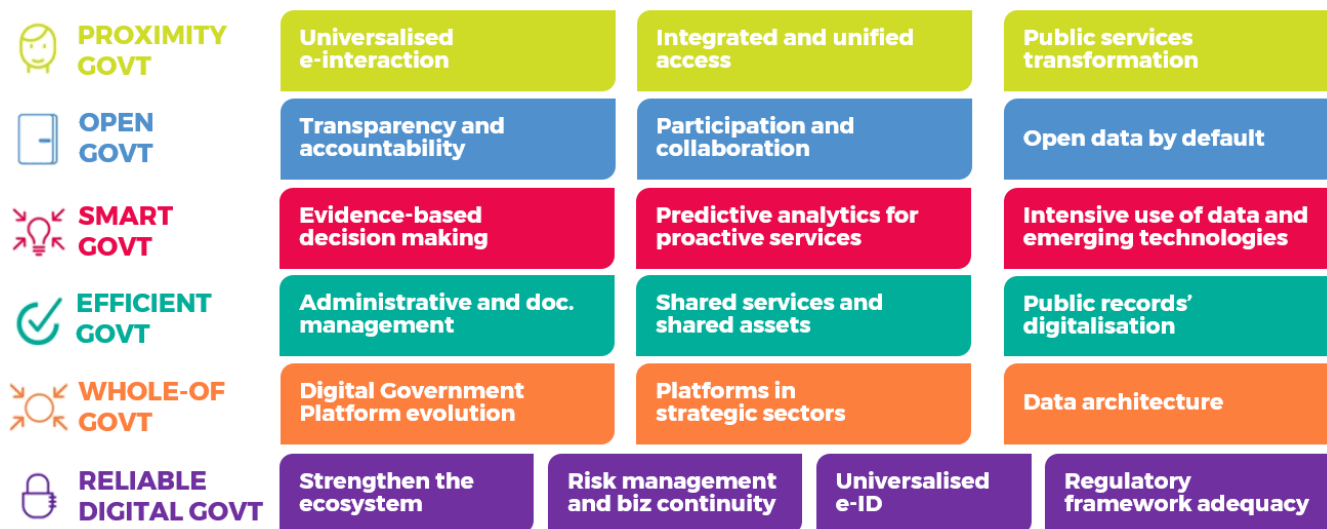 PROXIMITY
GOVT
Universalised
e-interaction
Integrated and unified
access
Public services
transformation
OPEN
GOVT
Transparency and
accountability
Participation and
collaboration
Open data by default
SMART
GOVT
Evidence-based
decision making
Predictive analytics for
proactive services
Intensive use of data and
emerging technologies
EFFICIENT
GOVT
Administrative and doc.
management
Shared services and
shared assets
Public records’
digitalisation
WHOLE-OF
GOVT
Digital Government
Platform evolution
Platforms in
strategic sectors
Data architecture
RELIABLE
DIGITAL GOVT
Strengthen the
ecosystem
Risk management
and biz continuity
Universalised
e-ID
Regulatory
framework adequacy